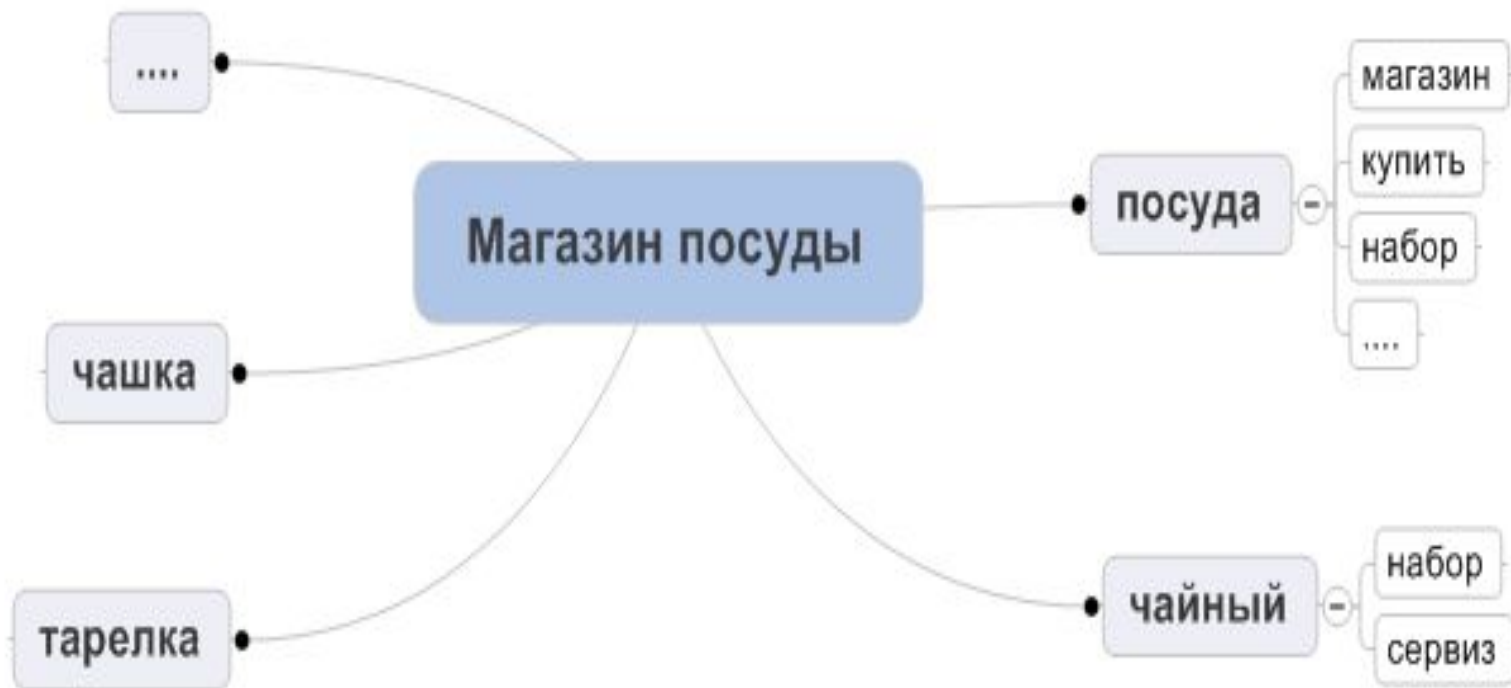 ....
магазин
купить
посуда
Магазин посуды
набор
....
чашка
набор
чайный
тарелка
сервиз